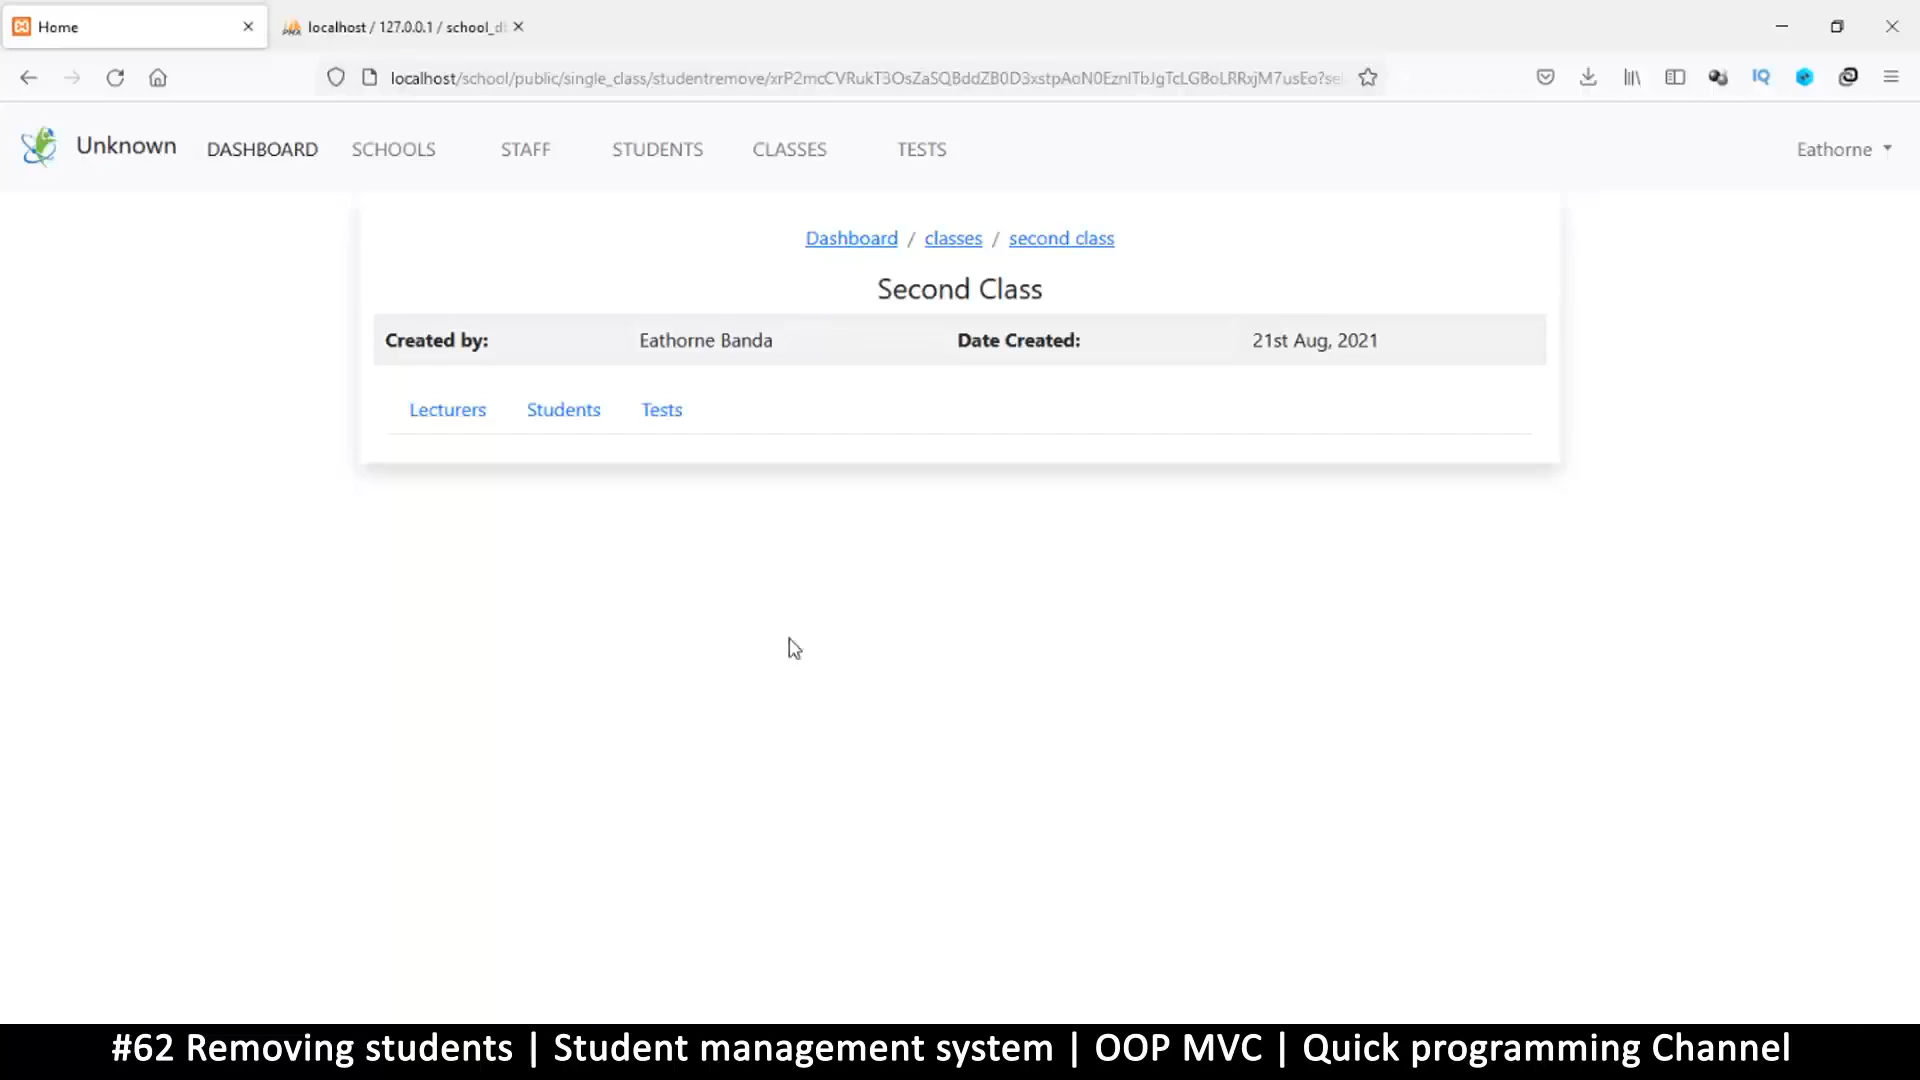 Home
localhost / 127.0.0.1 / school_d
localhost/school/public/single_class/studentremove/xrP2mcCVRukT3OsZaSQBddZB0D3xstpAoN0EznITbJgTcLGBoLRRxjM7usEo?se
IQ
Unknown DASHBOARD SCHOOLS STAFF STUDENTS CLASSES TESTS Eathorne
Dashboard / classes / second class
Second Class
Created by: Eathorne Banda Date Created: 21st Aug, 2021
Lecturers Students Tests
#62 Removing students | Student management system | OOP MVC | Quick programming Channel